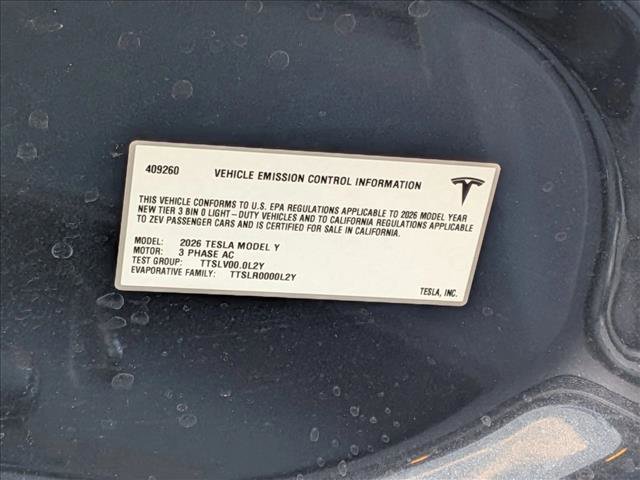 409260 VEHICLE EMISSION CONTROL INFORMATION
THIS VEHICLE CONFORMS TO U.S. EPA REGULATIONS APPLICABLE TO 2026 MODEL YEAR
NEW TIER 3 BIN 0 LIGHT-DUTY VEHICLES AND TO CALIFORNIA REGULATIONS APPLICABLE
TO ZEV PASSENGER CARS AND IS CERTIFIED FOR SALE IN CALIFORNIA.
MODEL: 2026 TESLA MODEL Y
MOTOR: 3 PHASE AC
TEST GROUP: TTSLV00.0L2Y
EVAPORATIVE FAMILY: TTSLR0000L2Y
TESLA, INC.